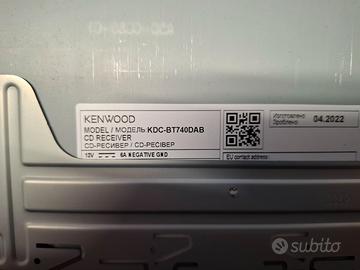 KENWOOD
MODEL / МОДЕЛЬ KDC-BT740DAB
CD RECEIVER
CD-РЕСИВЕР / CD-РЕСІВЕР
6A NEGATIVE GND
Изготовлено
Зроблено: 04.2022
EU contact address:
subito